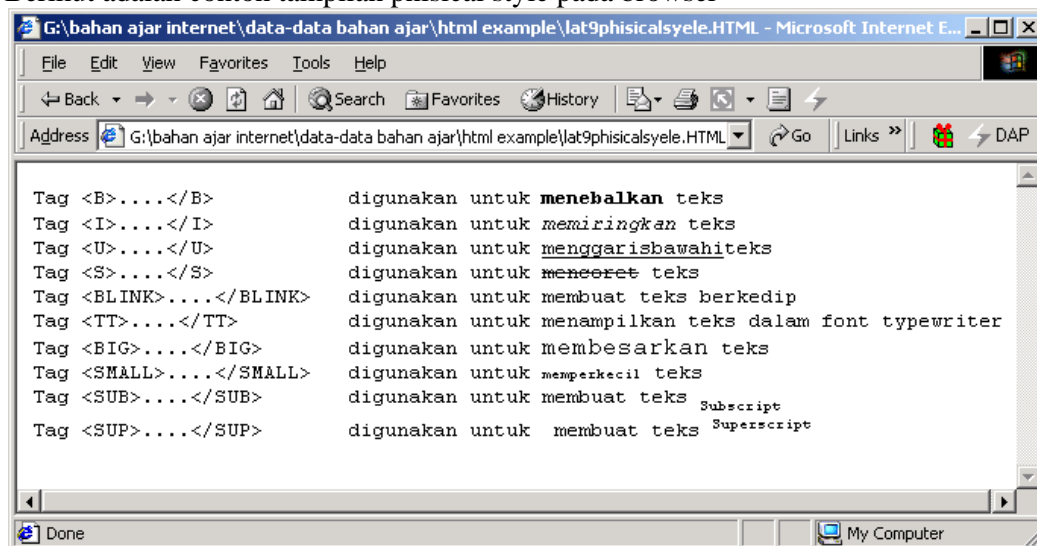 Berikut adalah contoh tampilan phisical style pada browser
G:\bahan ajar internet\data-data bahan ajar\html example\lat9phisicalsyele.HTML - Microsoft Internet E...
File Edit View Favorites Tools Help
Back Search Favorites History
Address G:\bahan ajar internet\data-data bahan ajar\html example\lat9phisicalsyele.HTML Go Links » DAP
Tag <B>....</B> digunakan untuk menebalkan teks
Tag <I>....</I> digunakan untuk memiringkan teks
Tag <U>....</U> digunakan untuk menggarisbawahiteks
Tag <S>....</S> digunakan untuk mencoret teks
Tag <BLINK>....</BLINK> digunakan untuk membuat teks berkedip
Tag <TT>....</TT> digunakan untuk menampilkan teks dalam font typewriter
Tag <BIG>....</BIG> digunakan untuk membesarkan teks
Tag <SMALL>....</SMALL> digunakan untuk memperkecil teks
Tag <SUB>....</SUB> digunakan untuk membuat teks Subscript
Tag <SUP>....</SUP> digunakan untuk membuat teks Superscript
Done My Computer